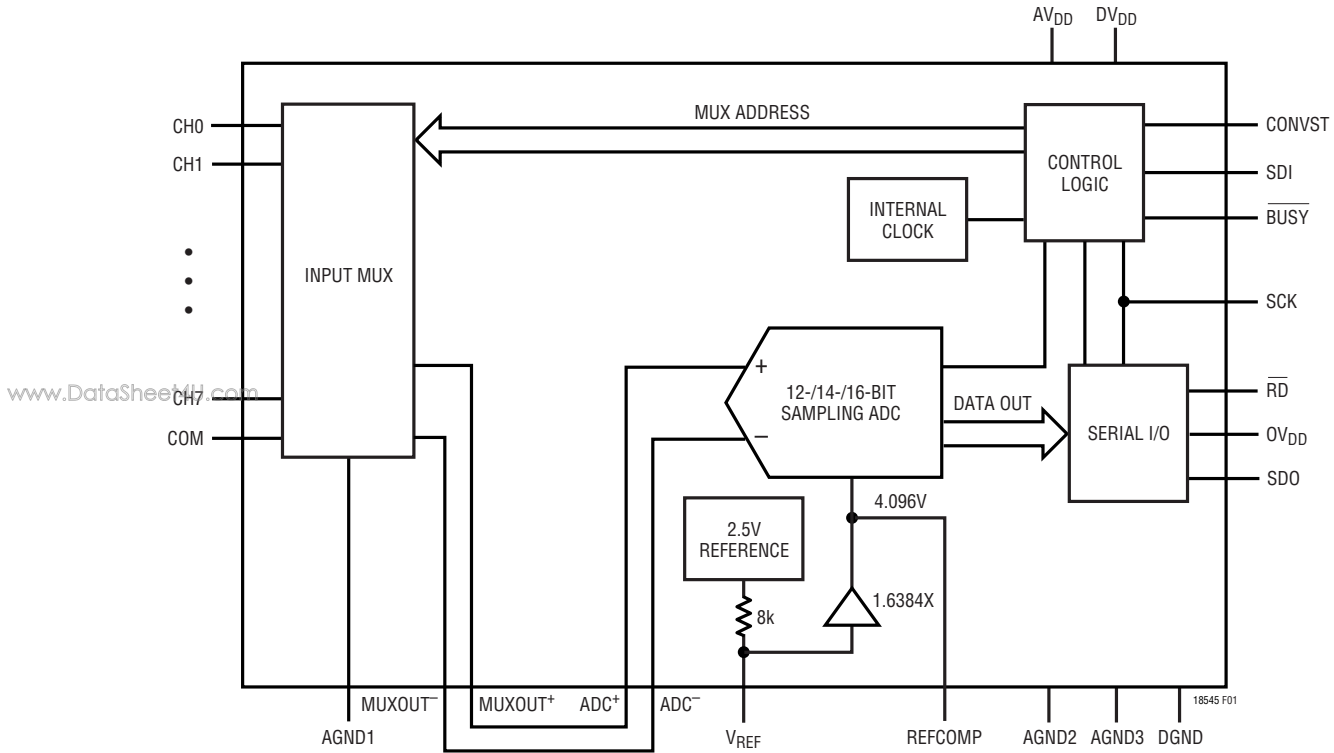 AVDD DVDD
MUX ADDRESS
CH0
CH1
CONTROL
LOGIC
CONVST
SDI
BUSY
INTERNAL
CLOCK
INPUT MUX
SCK
www.DataSheet4U.com
CH7
COM
+
−
12-/14-/16-BIT
SAMPLING ADC
DATA OUT
SERIAL I/O
RD
OVDD
SDO
4.096V
2.5V
REFERENCE
1.6384X
8k
18545 F01
MUXOUT− MUXOUT+ ADC+ ADC−
AGND1 VREF REFCOMP AGND2 AGND3 DGND